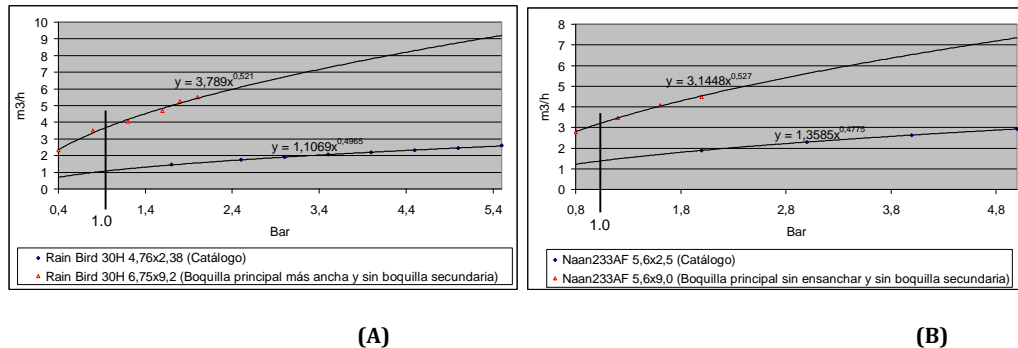 10
9
8
7
6
5
4
3
2
1
0
m3/h
y = 3,789x^0,521
y = 1,1069x^0,4965
0,4 1,4 2,4 3,4 4,4 5,4
1.0
Bar
Rain Bird 30H 4,76x2,38 (Catálogo)
Rain Bird 30H 6,75x9,2 (Boquilla principal más ancha y sin boquilla secundaria)
8
7
6
5
4
3
2
1
0
m3/h
y = 3,1448x^0,527
y = 1,3585x^0,4775
0,8 1,8 2,8 3,8 4,8
1.0
Bar
Naan233AF 5,6x2,5 (Catálogo)
Naan233AF 5,6x9,0 (Boquilla principal sin ensanchar y sin boquilla secundaria)
(A) (B)